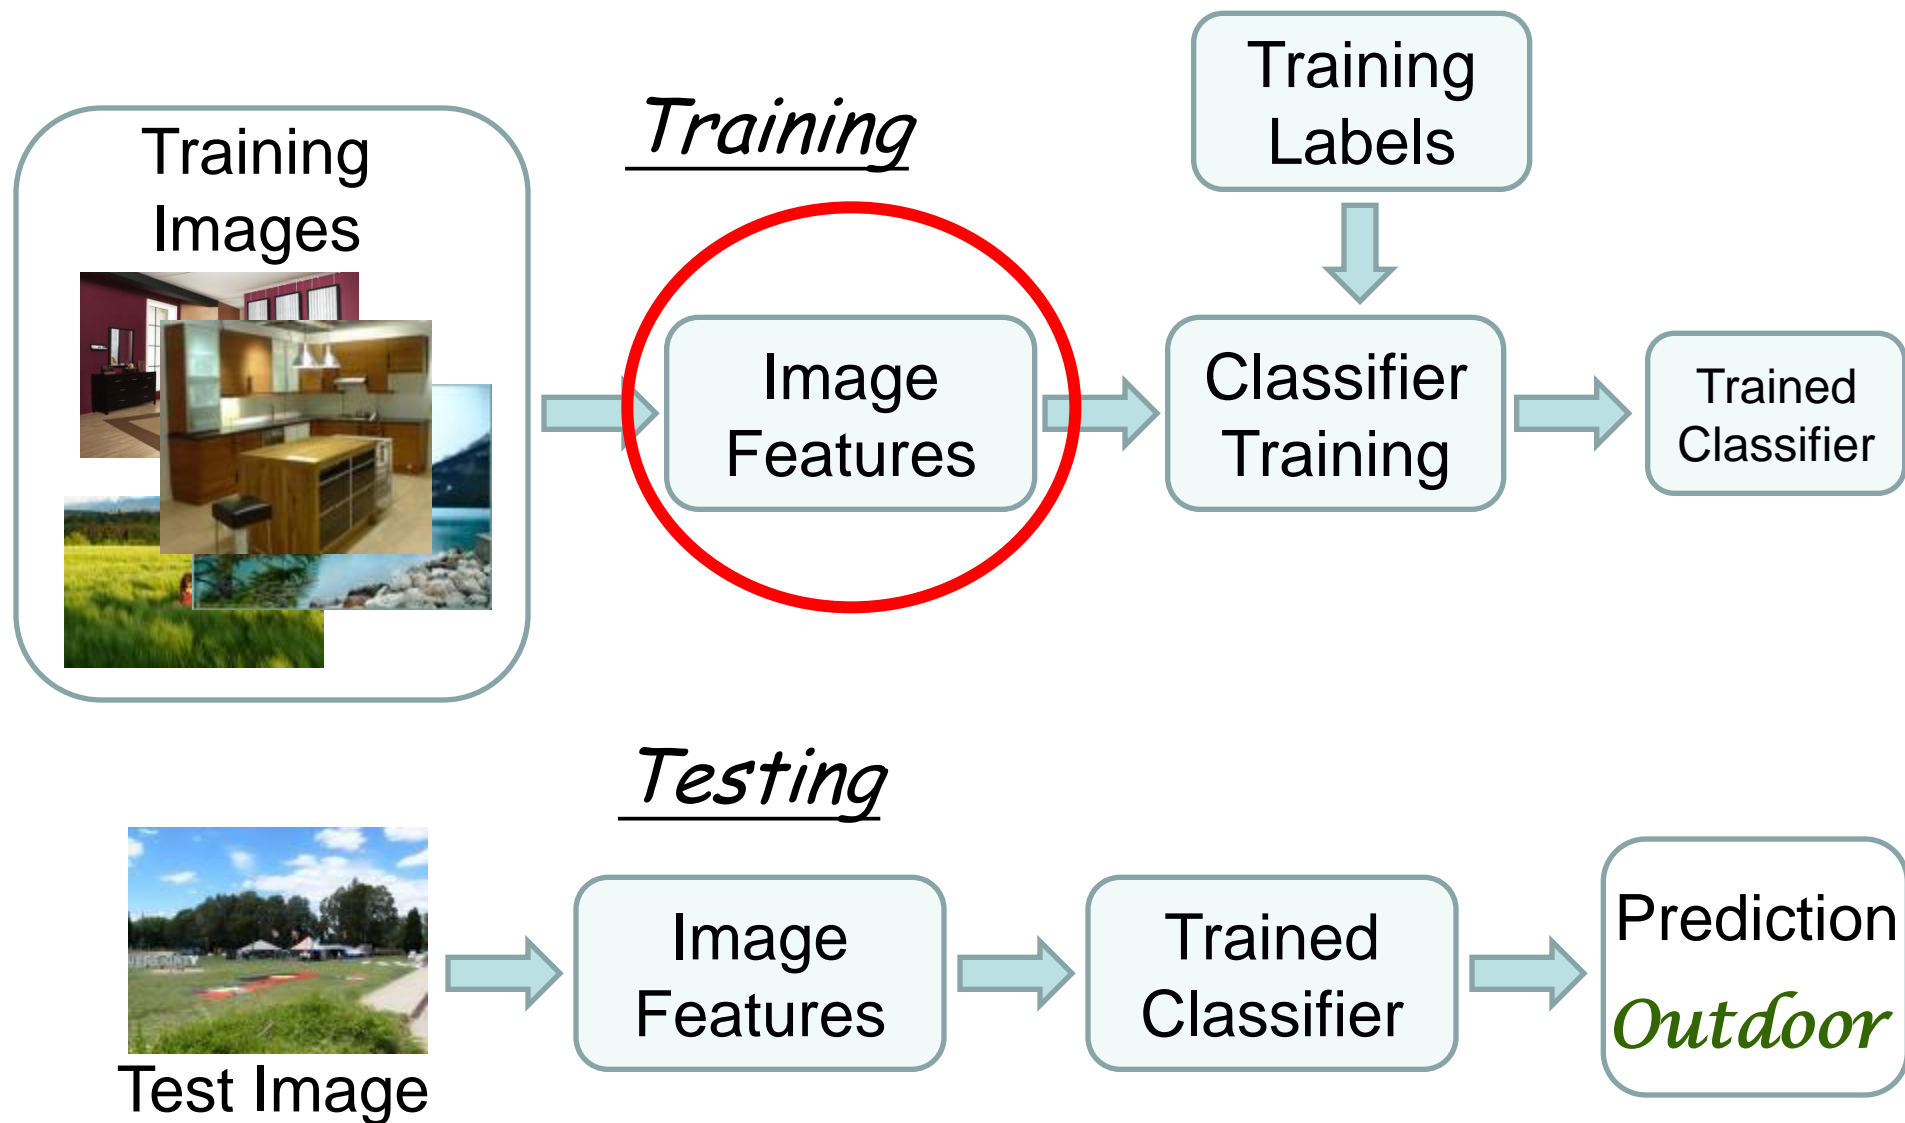 Training
Images
Training
Training
Labels
Image
Features
Classifier
Training
Trained
Classifier
Testing
Test Image
Image
Features
Trained
Classifier
Prediction
Outdoor